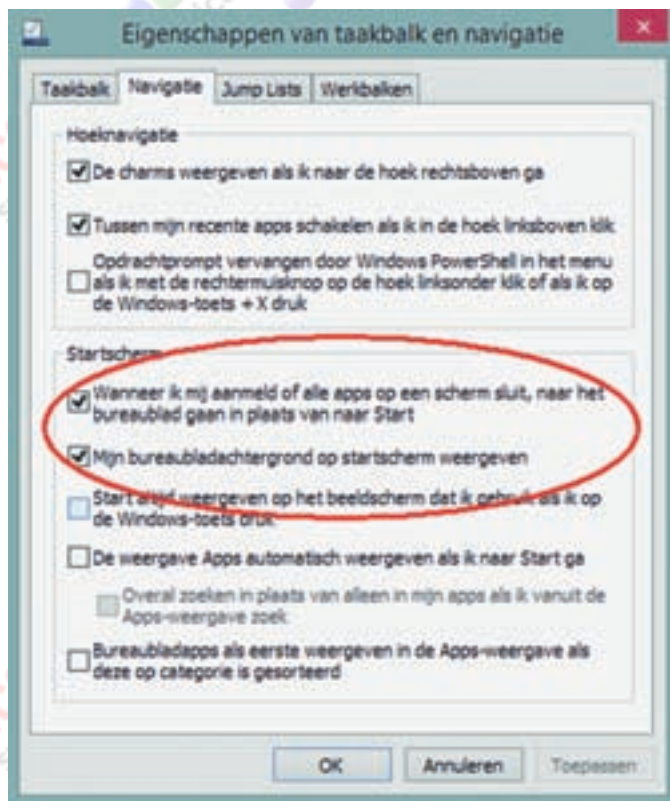 Eigenschappen van taakbalk en navigatie
Taakbalk Navigatie Jump Lists Werkbalken
Hoeknavigatie
De charms weergeven als ik naar de hoek rechtsboven ga
Tussen mijn recente apps schakelen als ik in de hoek linksboven klik
Opdrachtprompt vervangen door Windows PowerShell in het menu
als ik met de rechtermuisknop op de hoek linksonder klik of als ik op
de Windows-toets + X druk
Startscherm
Wanneer ik mij aanmeld of alle apps op een scherm sluit, naar het
bureaublad gaan in plaats van naar Start
Mijn bureaubladachtergrond op startscherm weergeven
Start altijd weergeven op het beeldscherm dat ik gebruik als ik op
de Windows-toets druk
De weergave Apps automatisch weergeven als ik naar Start ga
Overal zoeken in plaats van alleen in mijn apps als ik vanuit de
Apps-weergave zoek
Bureaubladapps als eerste weergeven in de Apps-weergave als
deze op categorie is gesorteerd
OK Annuleren Toepassen